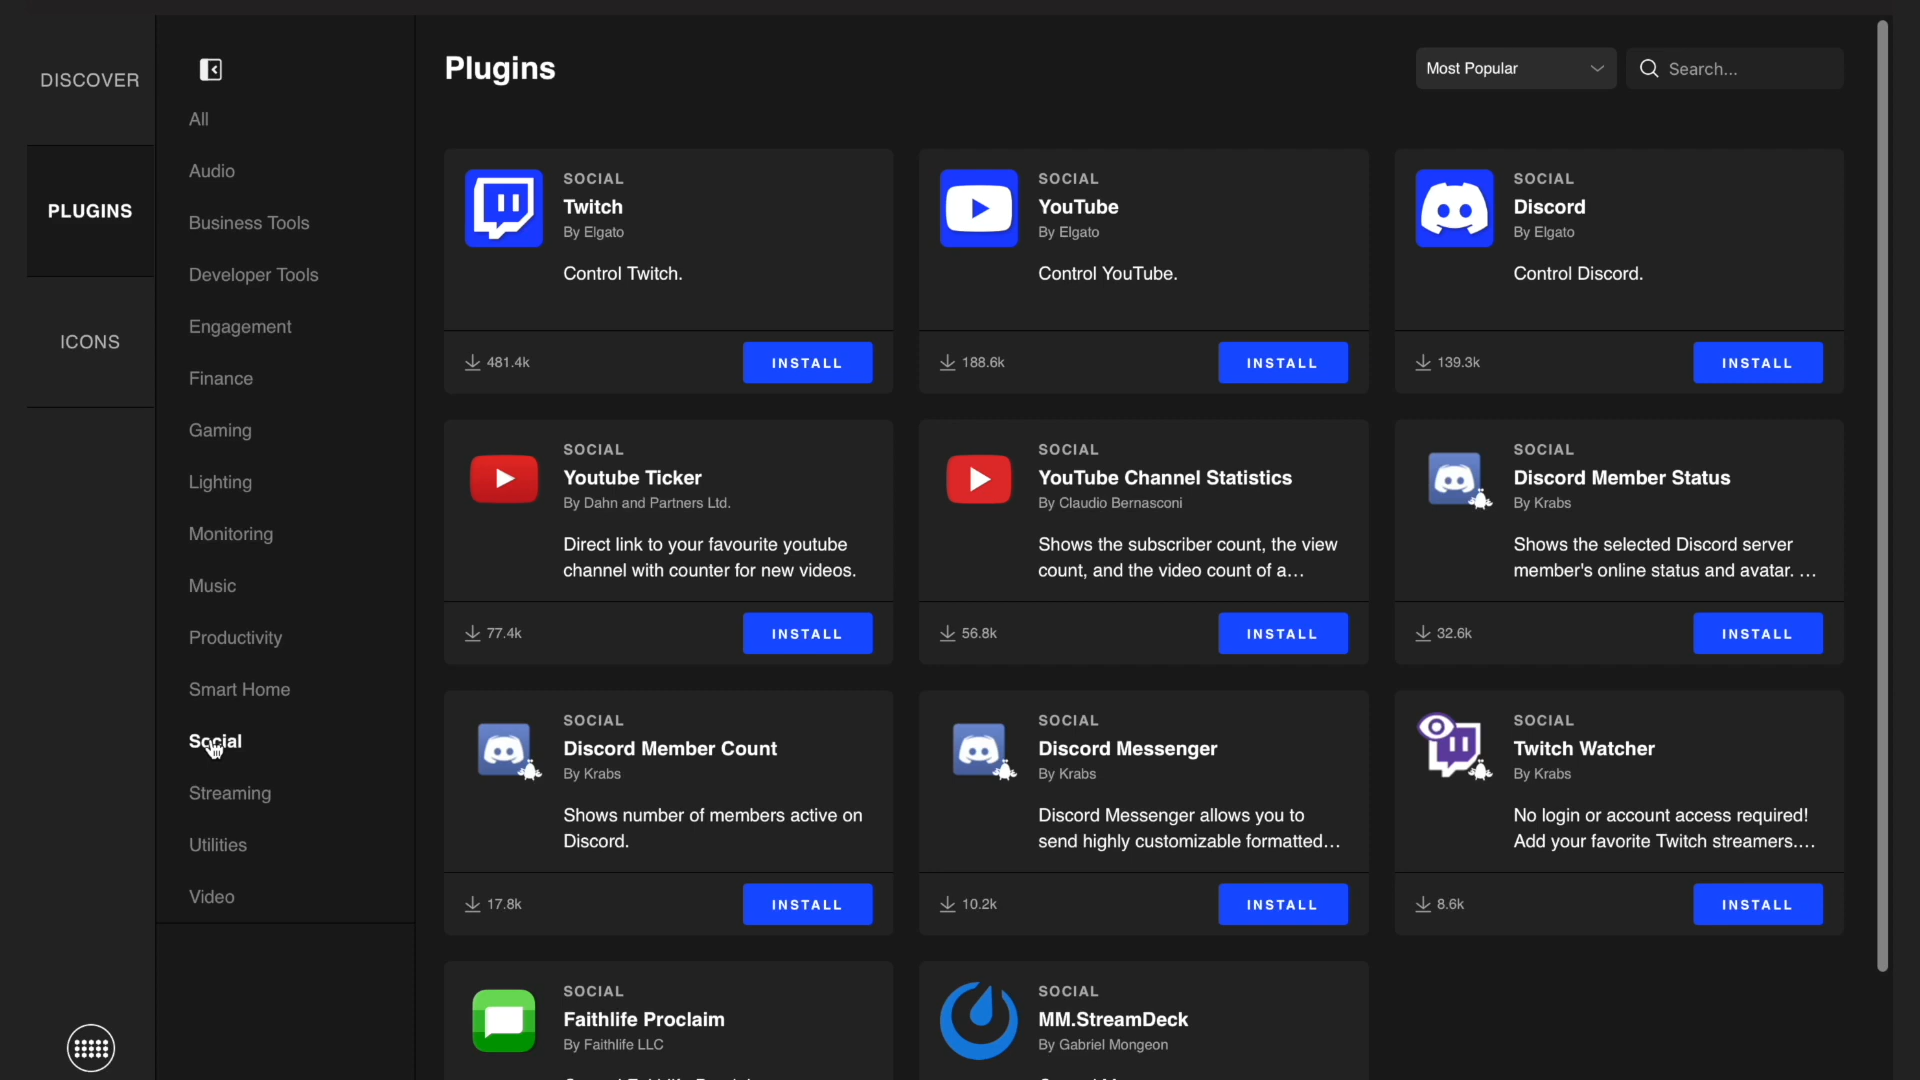 DISCOVER
PLUGINS
ICONS
All
Audio
Business Tools
Developer Tools
Engagement
Finance
Gaming
Lighting
Monitoring
Music
Productivity
Smart Home
Social
Streaming
Utilities
Video
Plugins
Most Popular
Search...
SOCIAL
Twitch
By Elgato
Control Twitch.
481.4k
INSTALL
SOCIAL
YouTube
By Elgato
Control YouTube.
188.6k
INSTALL
SOCIAL
Discord
By Elgato
Control Discord.
139.3k
INSTALL
SOCIAL
Youtube Ticker
By Dahn and Partners Ltd.
Direct link to your favourite youtube
channel with counter for new videos.
77.4k
INSTALL
SOCIAL
YouTube Channel Statistics
By Claudio Bernasconi
Shows the subscriber count, the view
count, and the video count of a...
56.8k
INSTALL
SOCIAL
Discord Member Status
By Krabs
Shows the selected Discord server
member's online status and avatar. ...
32.6k
INSTALL
SOCIAL
Discord Member Count
By Krabs
Shows number of members active on
Discord.
17.8k
INSTALL
SOCIAL
Discord Messenger
By Krabs
Discord Messenger allows you to
send highly customizable formatted...
10.2k
INSTALL
SOCIAL
Twitch Watcher
By Krabs
No login or account access required!
Add your favorite Twitch streamers....
8.6k
INSTALL
SOCIAL
Faithlife Proclaim
By Faithlife LLC
SOCIAL
MM.StreamDeck
By Gabriel Mongeon